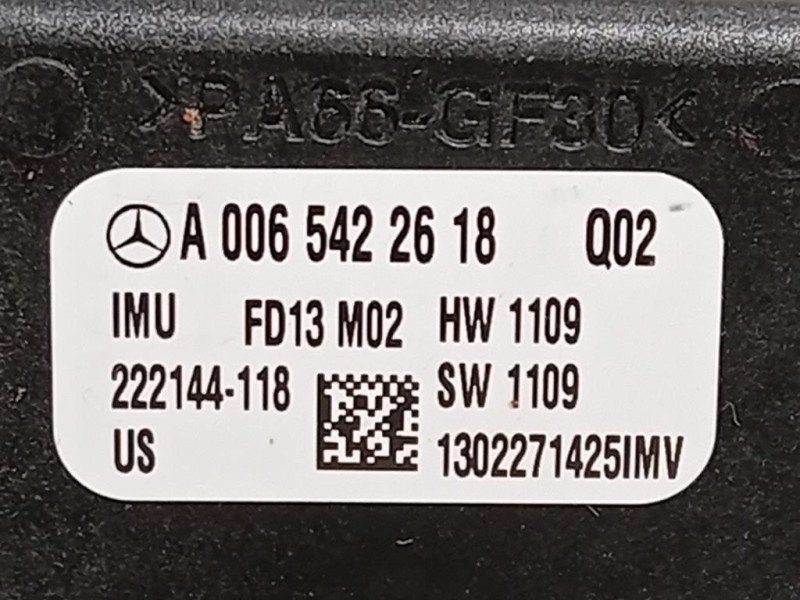 >PA66-GF30<
A 006 542 26 18 Q02
IMU FD13 M02 HW 1109
222144-118 SW 1109
US 1302271425IMV